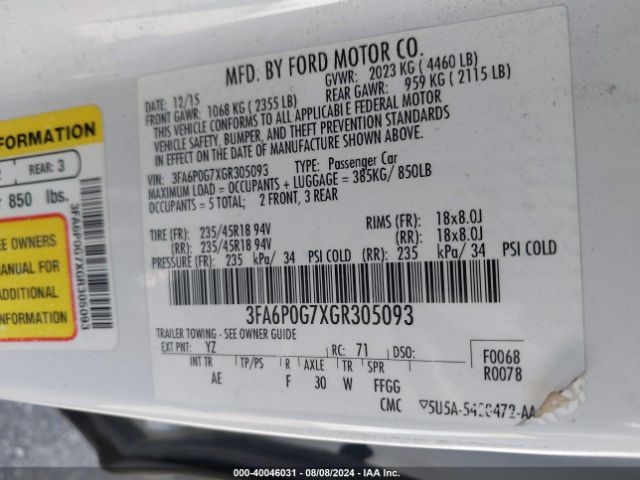 MFD. BY FORD MOTOR CO.
DATE: 12/15 GVWR: 2023 KG ( 4460 LB)
FRONT GAWR: 1068 KG ( 2355 LB) REAR GAWR: 959 KG ( 2115 LB)
THIS VEHICLE CONFORMS TO ALL APPLICABLE FEDERAL MOTOR
VEHICLE SAFETY, BUMPER, AND THEFT PREVENTION STANDARDS
IN EFFECT ON THE DATE OF MANUFACTURE SHOWN ABOVE.
VIN: 3FA6P0G7XGR305093 TYPE: Passenger Car
MAXIMUM LOAD = OCCUPANTS + LUGGAGE = 385KG/ 850LB
OCCUPANTS = 5 TOTAL; 2 FRONT, 3 REAR
TIRE (FR): 235/45R18 94V RIMS (FR): 18x8.0J
(RR): 235/45R18 94V (RR): 18x8.0J
PRESSURE (FR): 235 kPa/ 34 PSI COLD (RR): 235 kPa/ 34 PSI COLD
3FA6P0G7XGR305093
TRAILER TOWING - SEE OWNER GUIDE
EXT PNT: YZ RC: 71 DSO: F0068
R0078
INT TR TP/PS R AXLE TR SPR
AE F 30 W FFGG
CMC
FORMATION
REAR: 3
850 lbs.
EE OWNERS
MANUAL FOR
ADDITIONAL
FORMATION
3FA6P0G7XGR305093
000-40046031 - 08/08/2024 - IAA Inc.